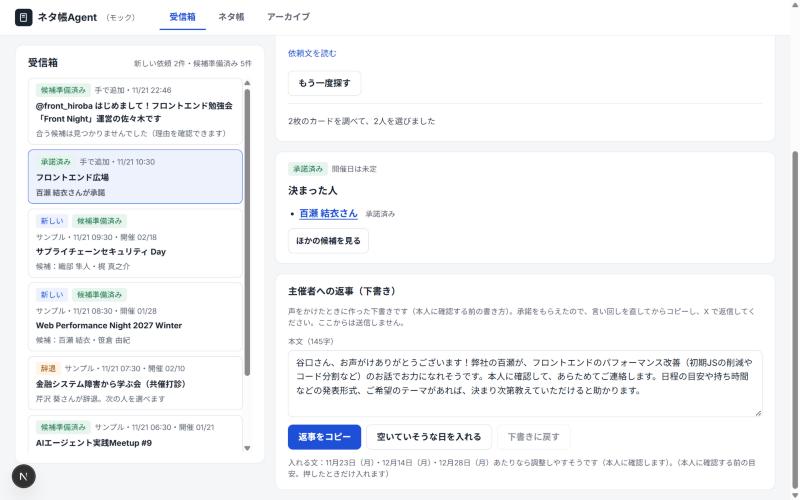 ネタ帳Agent （モック） 受信箱 ネタ帳 アーカイブ
受信箱 新しい依頼 2件・候補準備済み 5件
候補準備済み 手で追加・11/21 22:46
@front_hiroba はじめまして！フロントエンド勉強会
「Front Night」運営の佐々木です
合う候補は見つかりませんでした（理由を確認できます）
承諾済み 手で追加・11/21 10:30
フロントエンド広場
百瀬 結衣さんが承諾
新しい 候補準備済み
サンプル・11/21 09:30・開催 02/18
サプライチェーンセキュリティ Day
候補：織部 隼人・梶 真之介
新しい 候補準備済み
サンプル・11/21 08:30・開催 01/28
Web Performance Night 2027 Winter
候補：百瀬 結衣・笹倉 由紀
辞退 サンプル・11/21 07:30・開催 02/10
金融システム障害から学ぶ会（共催打診）
芹沢 葵さんが辞退。次の人を選べます
候補準備済み サンプル・11/21 06:30・開催 01/21
AIエージェント実践Meetup #9
N
依頼文を読む
もう一度探す
2枚のカードを調べて、2人を選びました
承諾済み 開催日は未定
決まった人
• 百瀬 結衣さん 承諾済み
ほかの候補を見る
主催者への返事（下書き）
声をかけたときに作った下書きです（本人に確認する前の書き方）。承諾をもらえたので、言い回しを直してからコピーし、X で返信してく
ださい。ここからは送信しません。
本文（145字）
谷口さん、お声がけありがとうございます！弊社の百瀬が、フロントエンドのパフォーマンス改善（初期JSの削減や
コード分割など）のお話でお力になれそうです。本人に確認して、あらためてご連絡します。日程の目安や持ち時間
などの発表形式、ご希望のテーマがあれば、決まり次第教えていただけると助かります。
返事をコピー 空いていそうな日を入れる 下書きに戻す
入れる文：11月23日（月）・12月14日（月）・12月28日（月）あたりなら調整しやすそうです（本人に確認します）。（本人に確認する前の目
安。押したときだけ入れます）